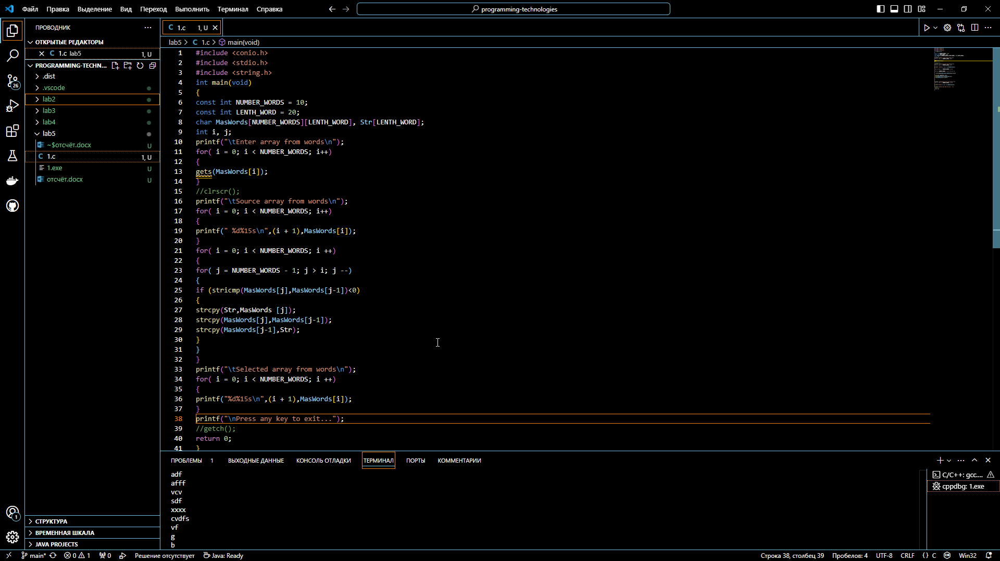 Файл Правка Выделение Вид Переход Выполнить Терминал Справка
programming-technologies
ПРОВОДНИК
ОТКРЫТЫЕ РЕДАКТОРЫ
1.c lab5 1, U
PROGRAMMING-TECHN...
.dist
.vscode
lab2
lab3
lab4
lab5
~$отсчёт.docx U
1.c 1, U
1.exe U
отсчёт.docx U
СТРУКТУРА
ВРЕМЕННАЯ ШКАЛА
JAVA PROJECTS
26
1
C 1.c 1, U
lab5 > C 1.c > main(void)
1 #include <conio.h>
2 #include <stdio.h>
3 #include <string.h>
4 int main(void)
5 {
6 const int NUMBER_WORDS = 10;
7 const int LENTH_WORD = 20;
8 char MasWords[NUMBER_WORDS][LENTH_WORD], Str[LENTH_WORD];
9 int i, j;
10 printf("\tEnter array from words\n");
11 for( i = 0; i < NUMBER_WORDS; i++)
12 {
13 gets(MasWords[i]);
14 }
15 //clrscr();
16 printf("\tSource array from words\n");
17 for( i = 0; i < NUMBER_WORDS; i++)
18 {
19 printf(" %d%15s\n",(i + 1),MasWords[i]);
20 }
21 for( i = 0; i < NUMBER_WORDS; i ++)
22 {
23 for( j = NUMBER_WORDS - 1; j > i; j --)
24 {
25 if (stricmp(MasWords[j],MasWords[j-1])<0)
26 {
27 strcpy(Str,MasWords [j]);
28 strcpy(MasWords[j],MasWords[j-1]);
29 strcpy(MasWords[j-1],Str);
30 }
31 }
32 }
33 printf("\tSelected array from words\n");
34 for( i = 0; i < NUMBER_WORDS; i ++)
35 {
36 printf("%d%15s\n",(i + 1),MasWords[i]);
37 }
38 printf("\nPress any key to exit...");
39 //getch();
40 return 0;
41 }
ПРОБЛЕМЫ 1 ВЫХОДНЫЕ ДАННЫЕ КОНСОЛЬ ОТЛАДКИ ТЕРМИНАЛ ПОРТЫ КОММЕНТАРИИ
adf
afff
vcv
sdf
xxxx
cvdfs
vf
g
b
C/C++: gcc....
cppdbg: 1.exe
main* 0 1 0 Решение отсутствует Java: Ready Строка 38, столбец 39 Пробелов: 4 UTF-8 CRLF {} C Win32